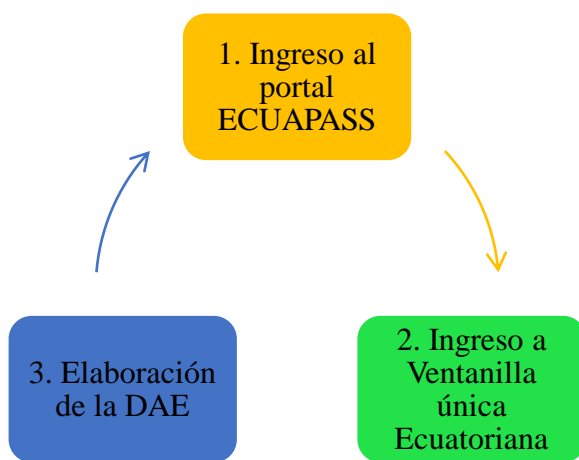 1. Ingreso al
portal
ECUAPASS
2. Ingreso a
Ventanilla
única
Ecuatoriana
3. Elaboración
de la DAE